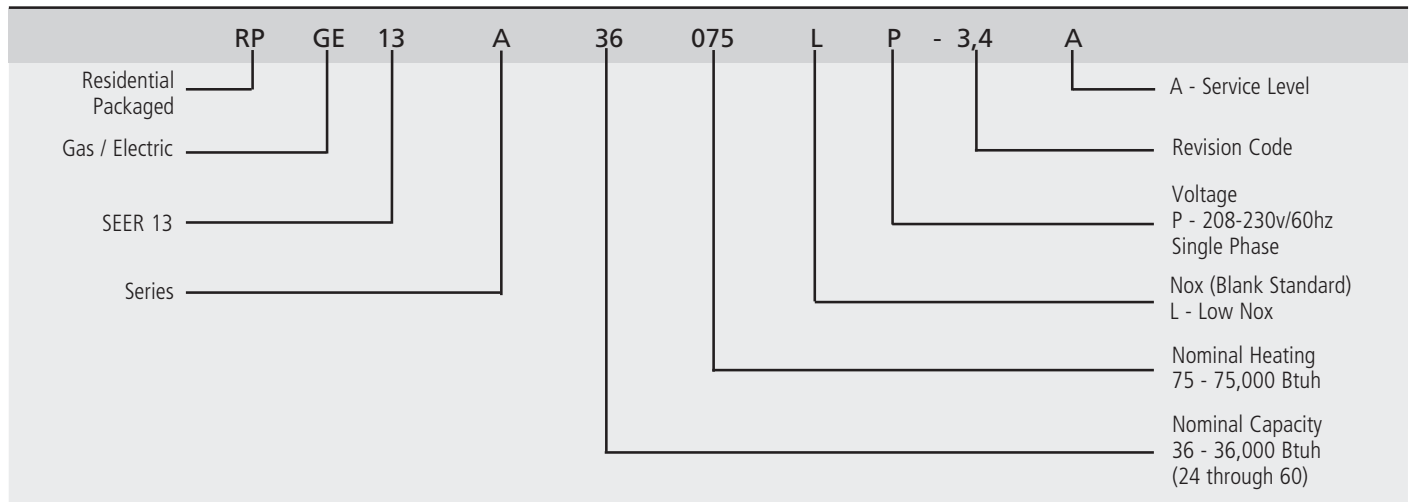 RP GE 13 A 36 075 L P - 3,4 A
Residential
Packaged
Gas / Electric
SEER 13
Series
A - Service Level
Revision Code
Voltage
P - 208-230v/60hz
Single Phase
Nox (Blank Standard)
L - Low Nox
Nominal Heating
75 - 75,000 Btuh
Nominal Capacity
36 - 36,000 Btuh
(24 through 60)